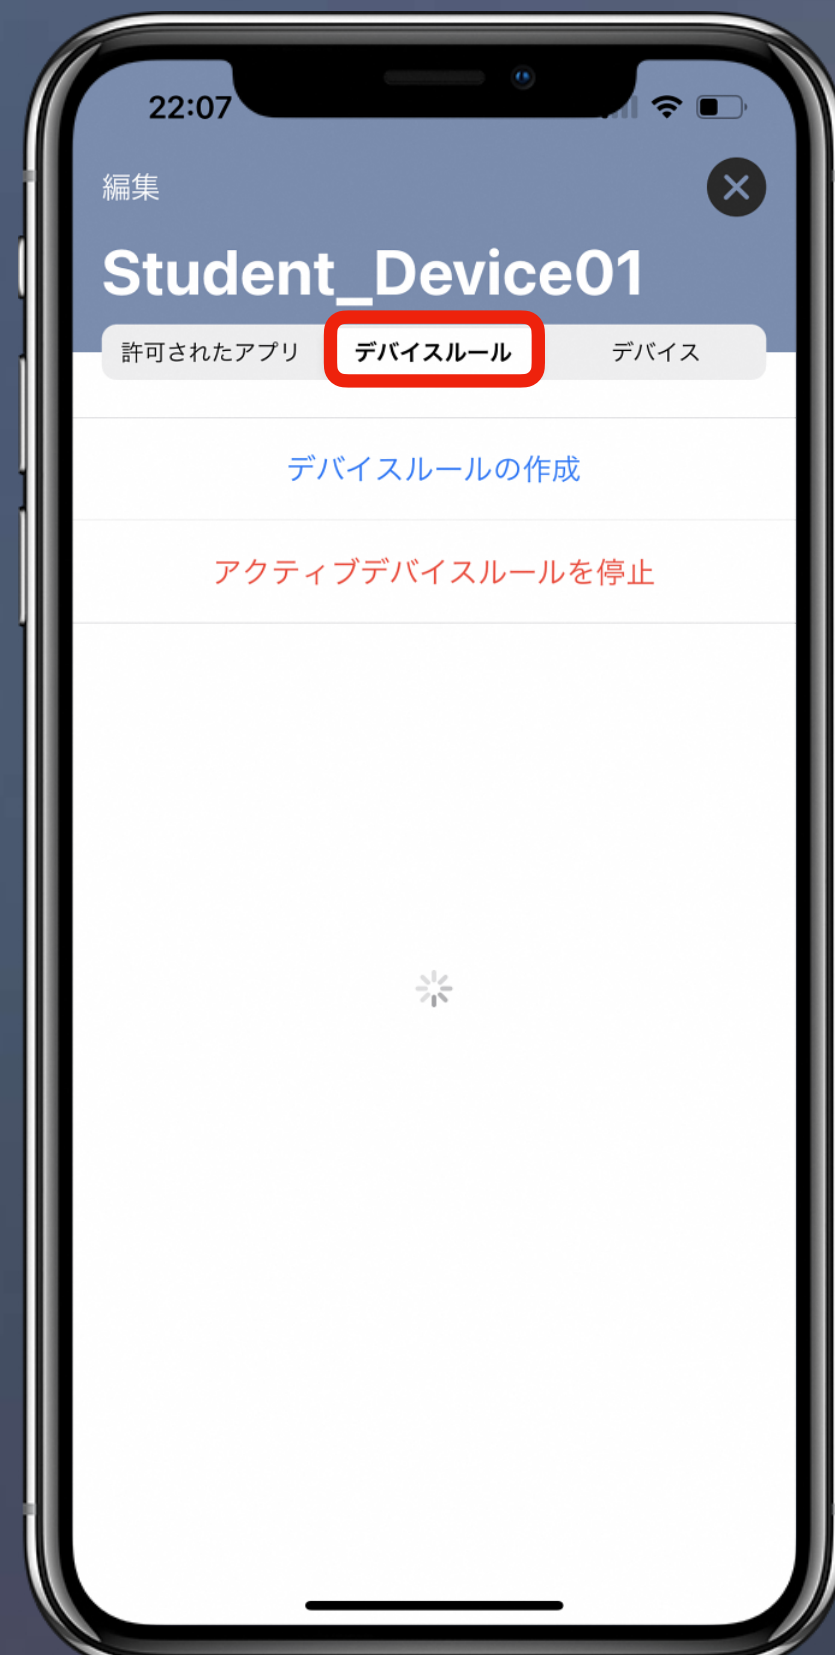 22:07
編集
Student_Device01
許可されたアプリ
デバイスルール
デバイス
デバイスルールの作成
アクティブデバイスルールを停止